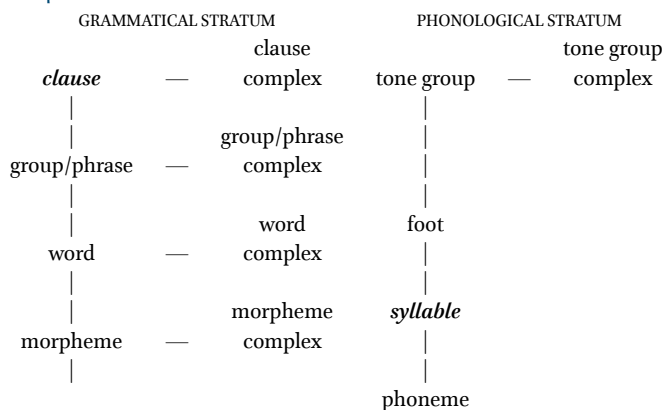 GRAMMATICAL STRATUM PHONOLOGICAL STRATUM
clause tone group
clause — complex tone group — complex
group/phrase
group/phrase — complex
word foot
word — complex
morpheme syllable
morpheme — complex
phoneme